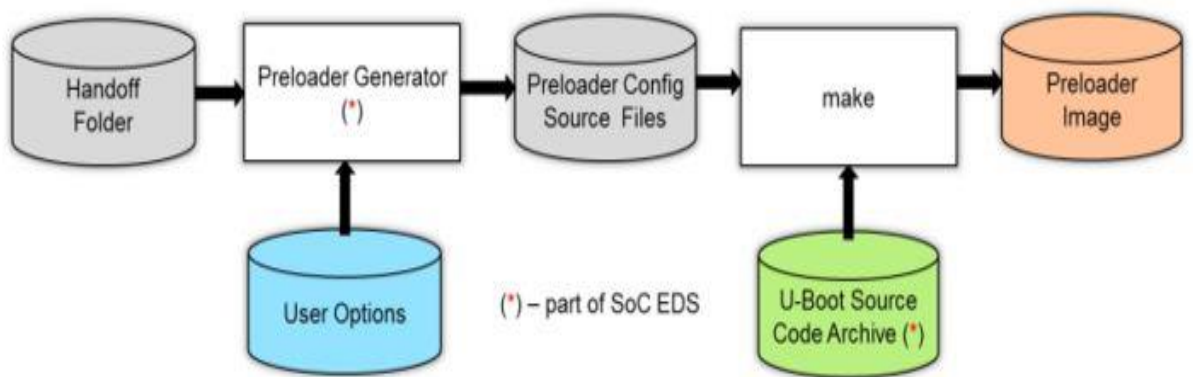 Handoff
Folder
Preloader Generator
(*)
Preloader Config
Source Files
make
Preloader
Image
User Options
(*) – part of SoC EDS
U-Boot Source
Code Archive (*)